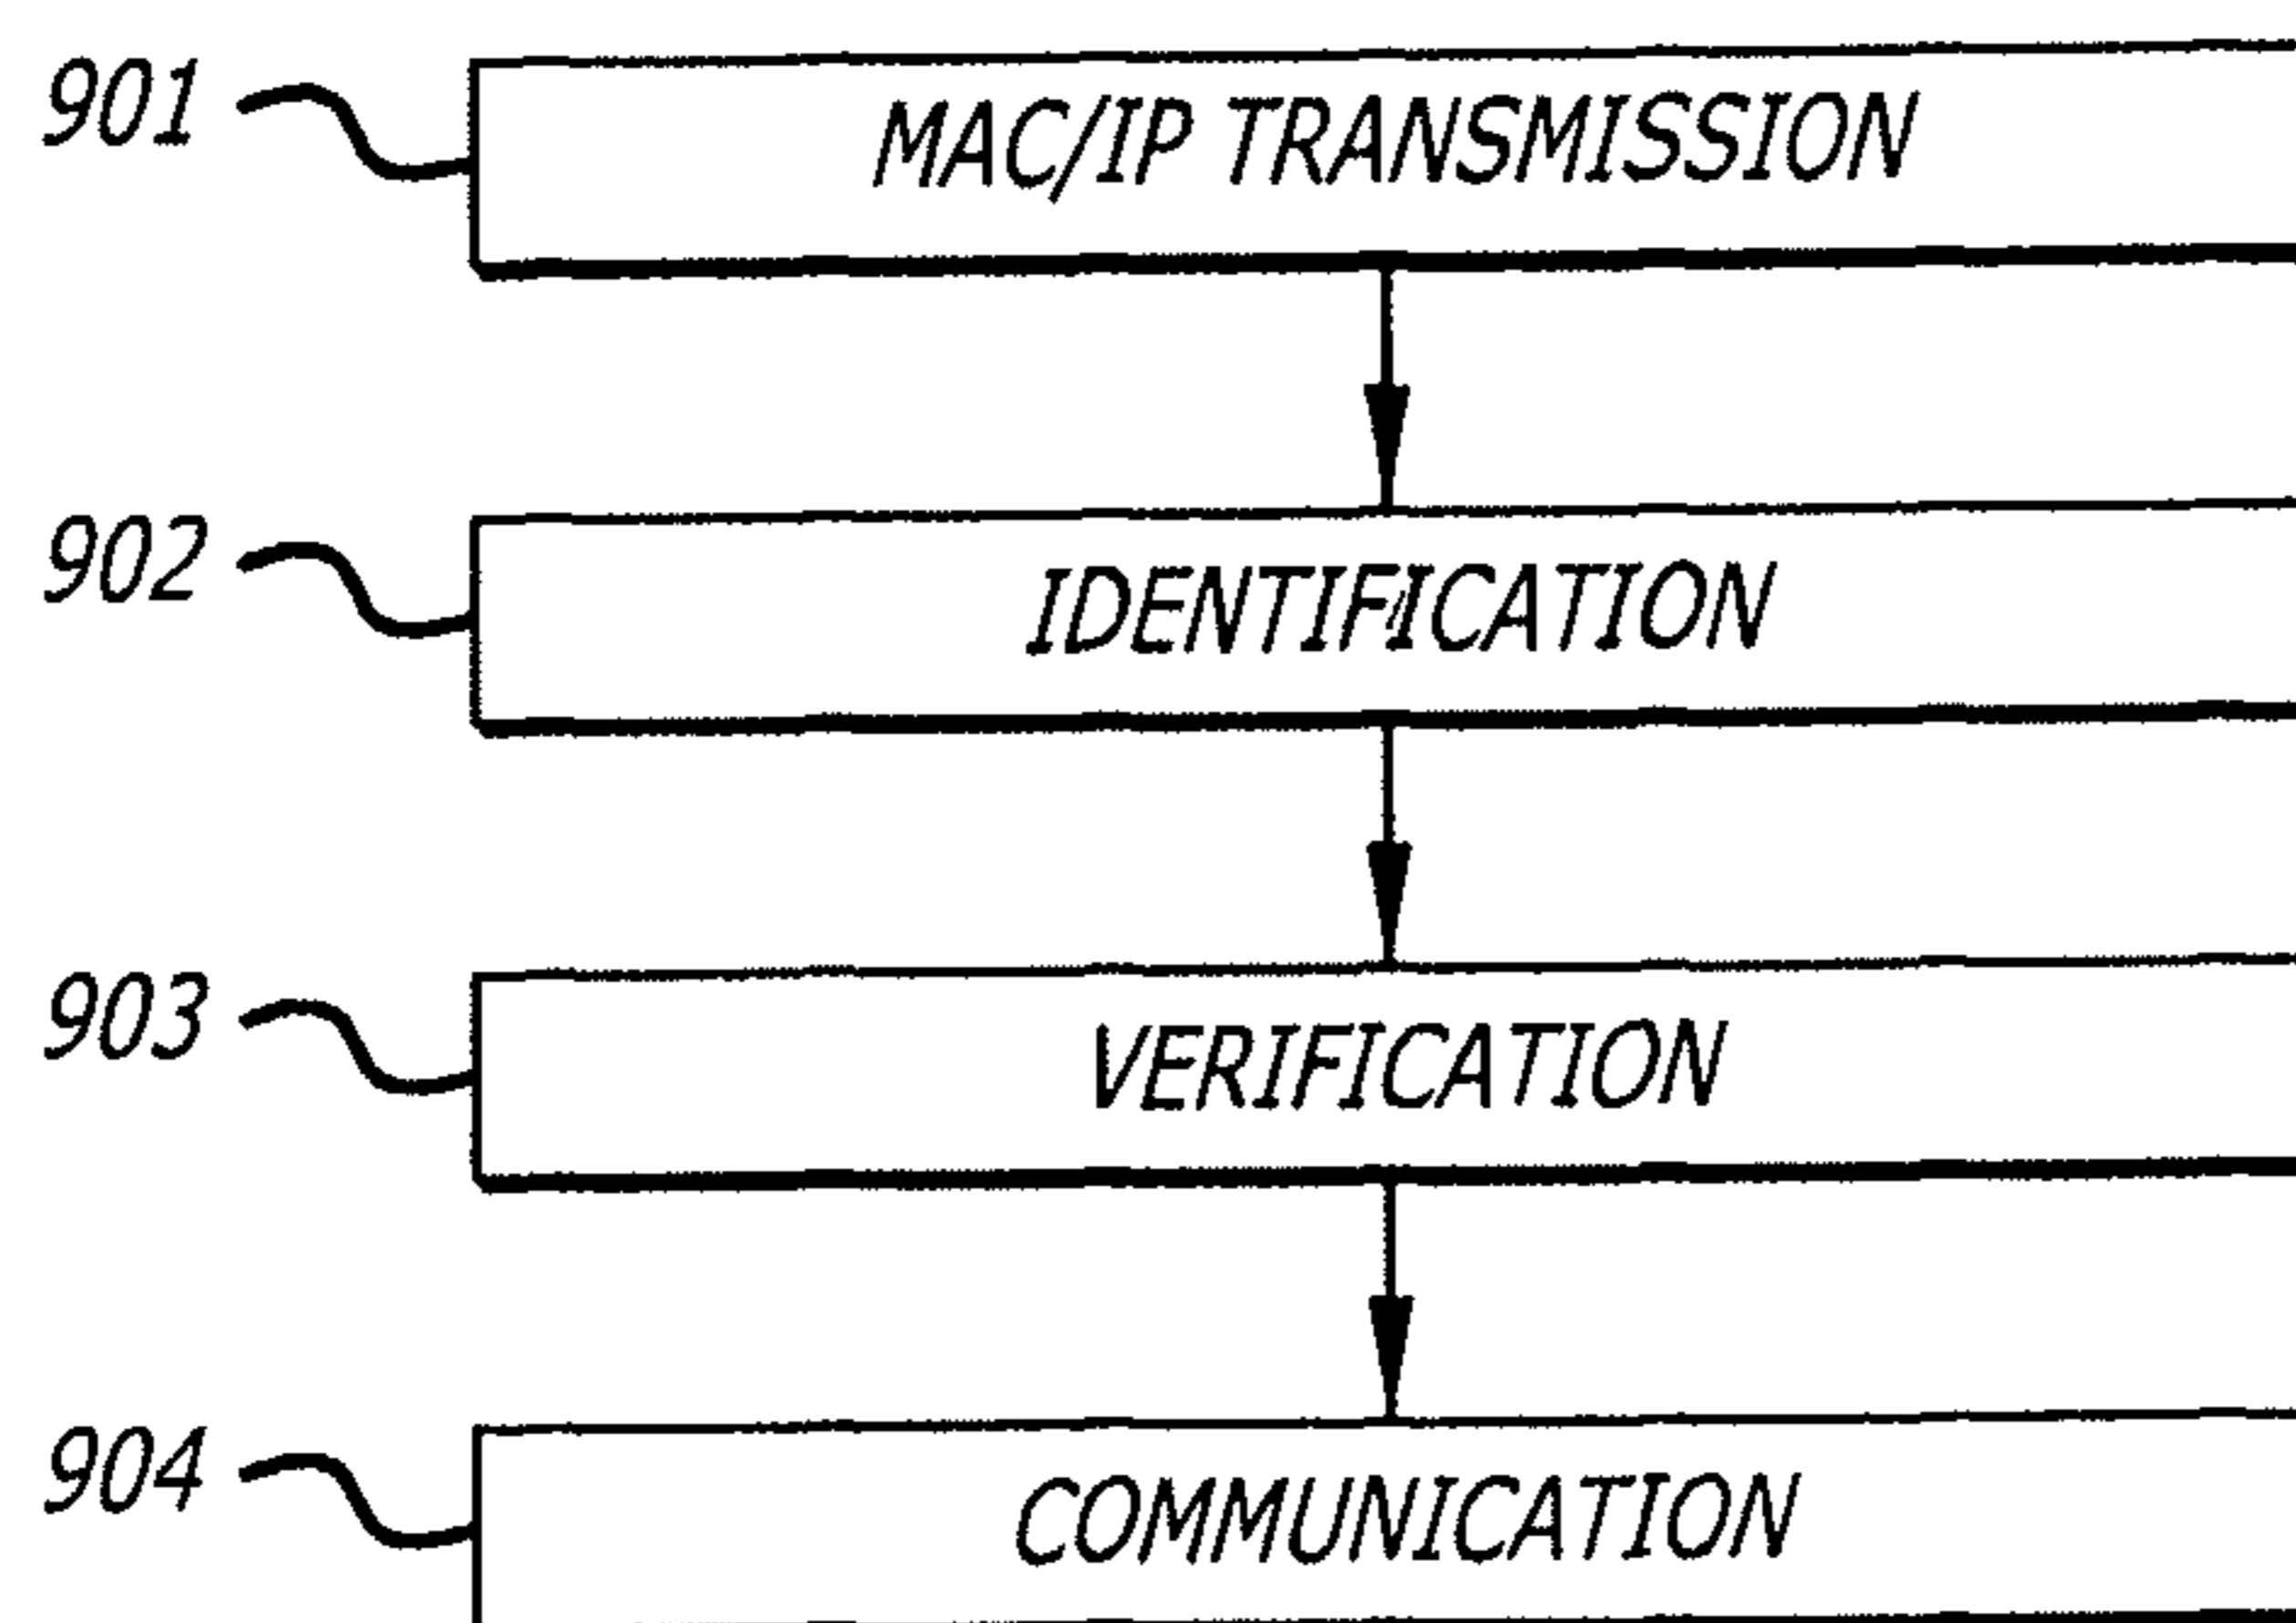 901 MAC/IP TRANSMISSION
902 IDENTIFICATION
903 VERIFICATION
904 COMMUNICATION